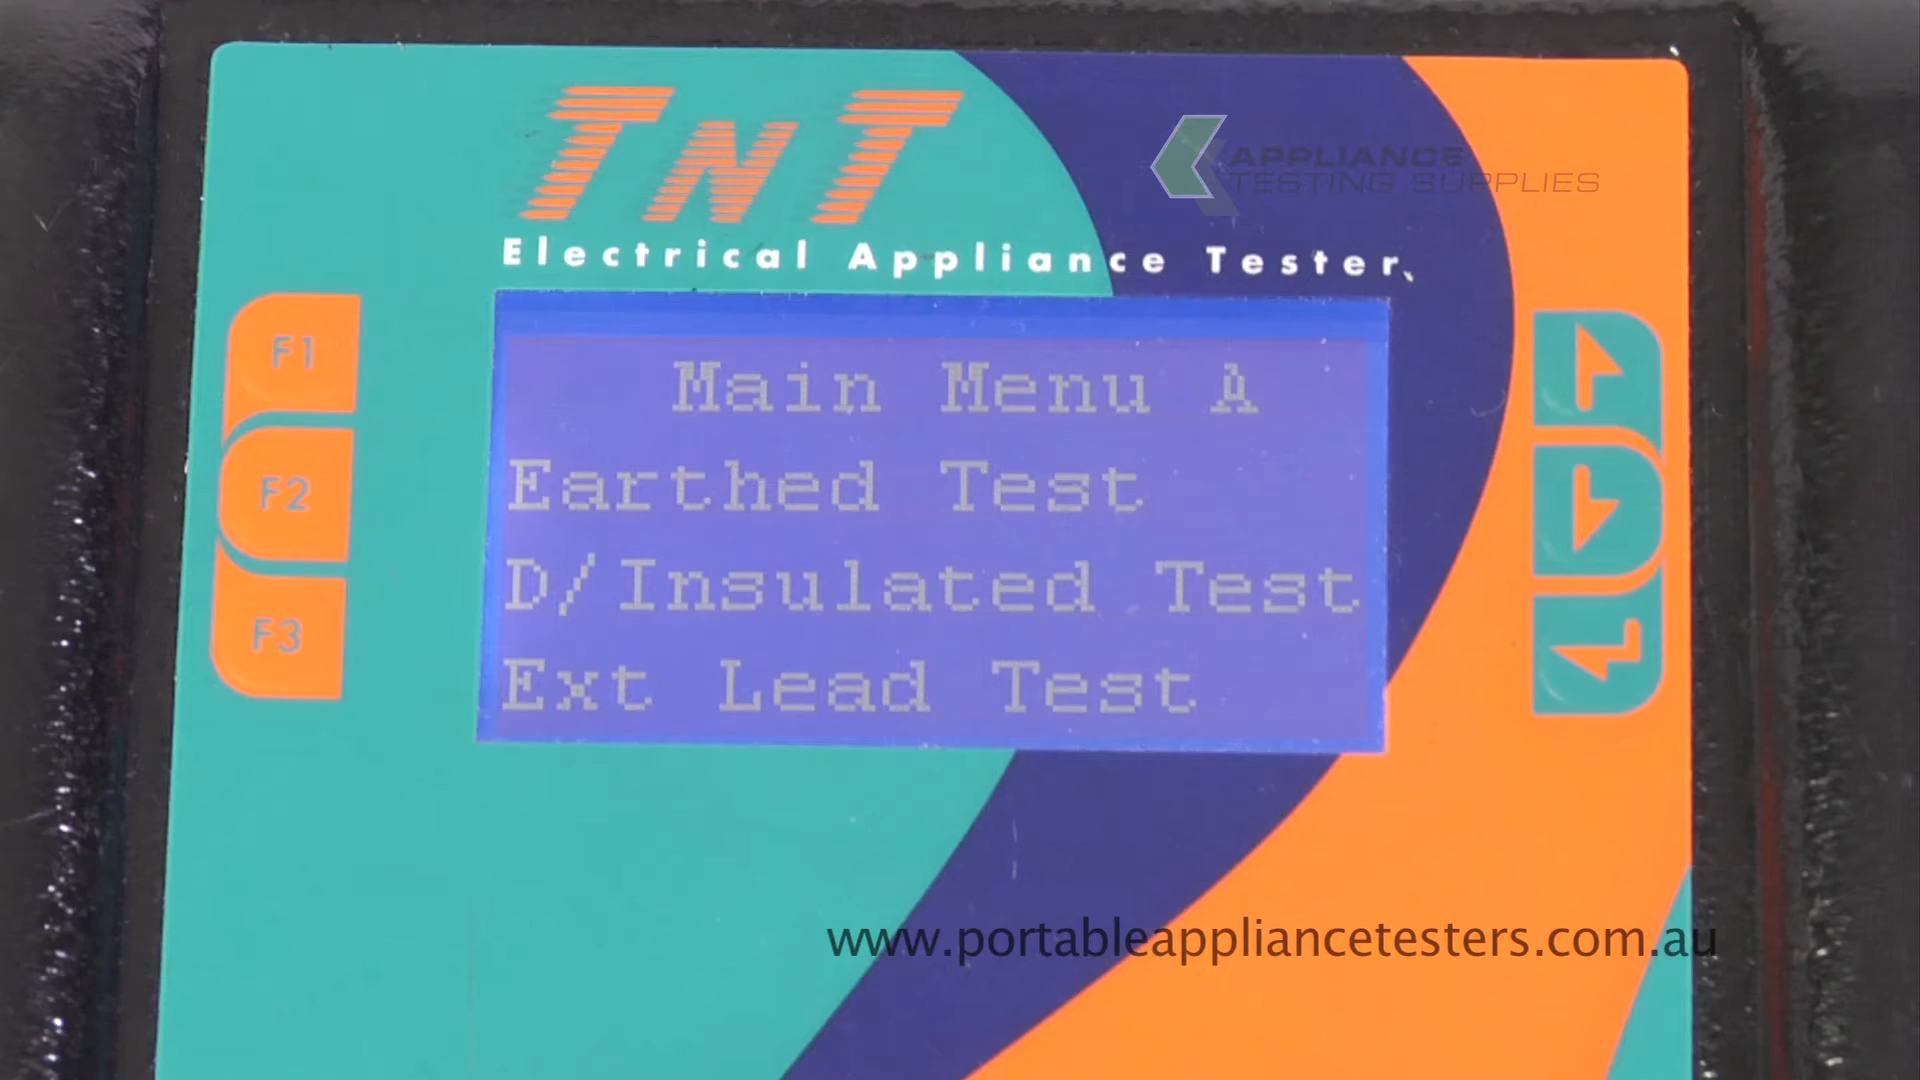 TNT
APPLIANCE
TESTING SUPPLIES
Electrical Appliance Tester
F1
F2
F3
Main Menu A
Earthed Test
D/Insulated Test
Ext Lead Test
www.portableappliancetesters.com.au